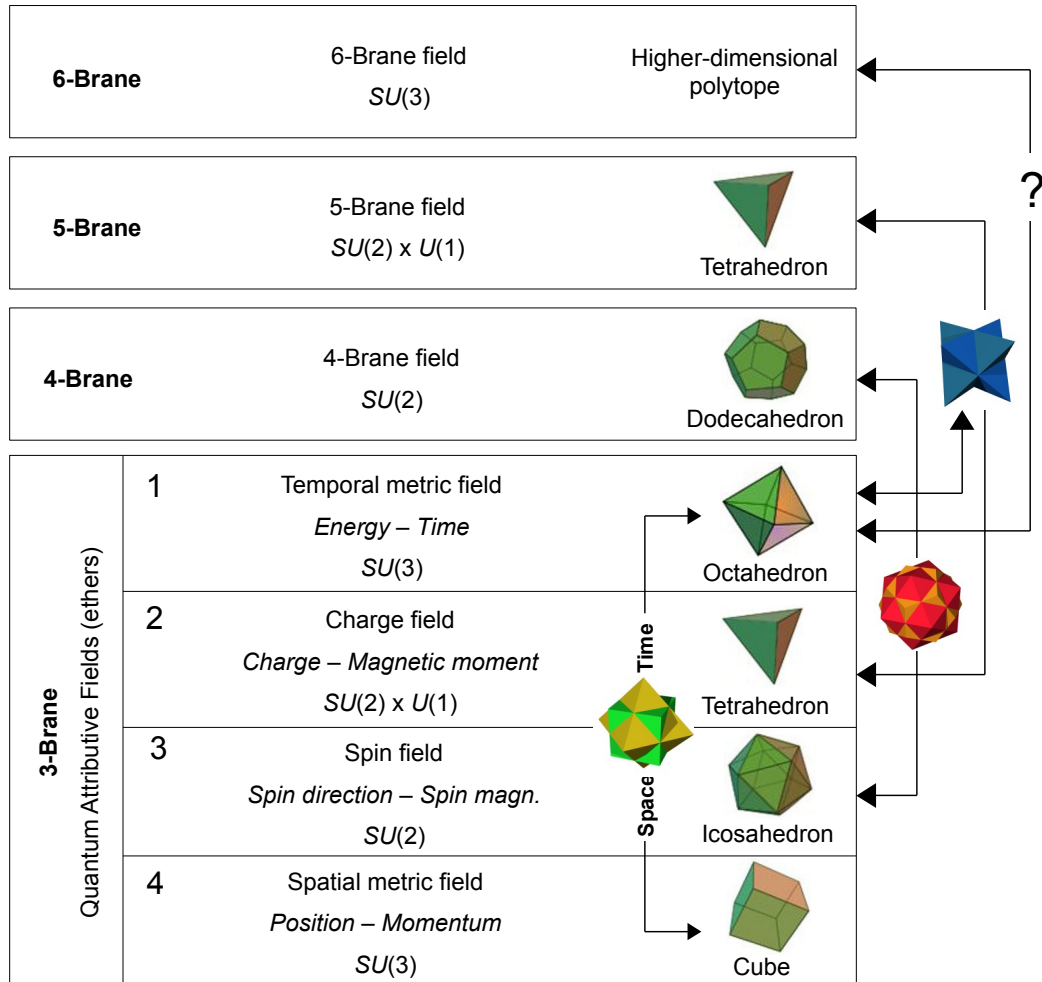 6-Brane
6-Brane field
SU(3)
Higher-dimensional
polytope
?
5-Brane
5-Brane field
SU(2) x U(1)
Tetrahedron
4-Brane
4-Brane field
SU(2)
Dodecahedron
3-Brane
Quantum Attributive Fields (ethers)
1
Temporal metric field
Energy – Time
SU(3)
Octahedron
2
Charge field
Charge – Magnetic moment
SU(2) x U(1)
Tetrahedron
Time
Space
3
Spin field
Spin direction – Spin magn.
SU(2)
Icosahedron
4
Spatial metric field
Position – Momentum
SU(3)
Cube